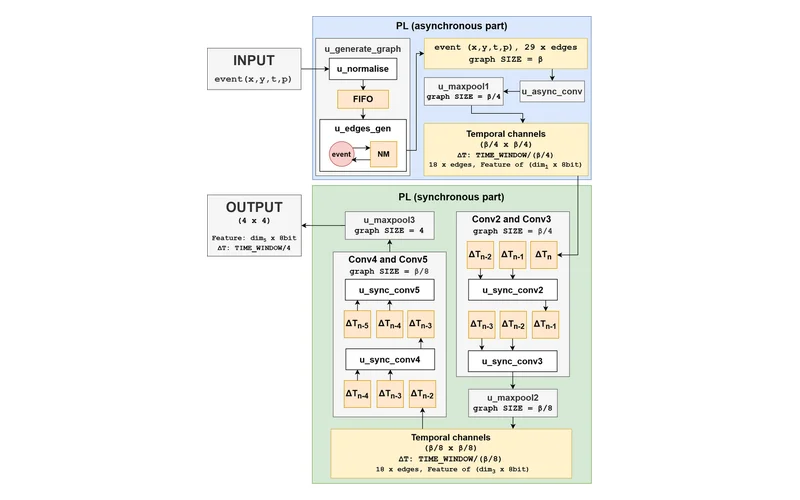 PL (asynchronous part)
INPUT
event(x,y,t,p)
u_generate_graph
u_normalise
FIFO
u_edges_gen
event
NM
event (x,y,t,p), 29 x edges
graph SIZE = β
u_async_conv
u_maxpool1
graph SIZE = β/4
Temporal channels
(β/4 x β/4)
ΔT: TIME_WINDOW/(β/4)
18 x edges, Feature of (dim₁ x 8bit)
PL (synchronous part)
OUTPUT
(4 x 4)
Feature: dim₅ x 8bit
ΔT: TIME_WINDOW/4
u_maxpool3
graph SIZE = 4
Conv4 and Conv5
graph SIZE = β/8
u_sync_conv5
ΔTn-5 ΔTn-4 ΔTn-3
u_sync_conv4
ΔTn-4 ΔTn-3 ΔTn-2
Conv2 and Conv3
graph SIZE = β/4
ΔTn-2 ΔTn-1 ΔTn
u_sync_conv2
ΔTn-3 ΔTn-2 ΔTn-1
u_sync_conv3
u_maxpool2
graph SIZE = β/8
Temporal channels
(β/8 x β/8)
ΔT: TIME_WINDOW/(β/8)
18 x edges, Feature of (dim₃ x 8bit)